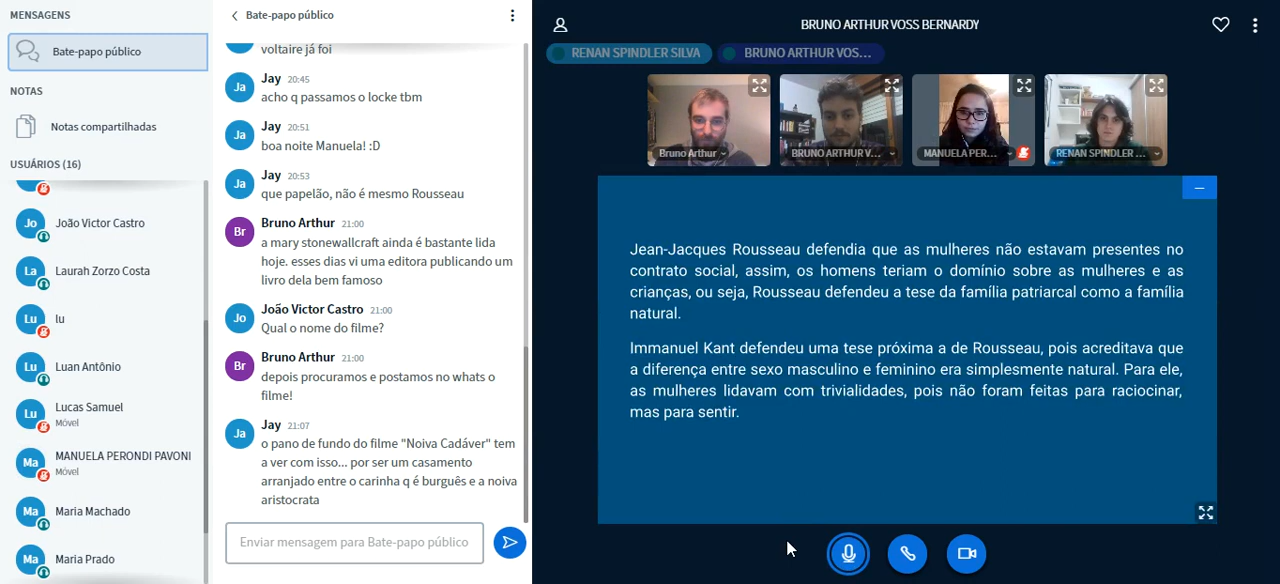 MENSAGENS
Bate-papo público
NOTAS
Notas compartilhadas
USUÁRIOS (16)
Jo
João Victor Castro
La
Laurah Zorzo Costa
Lu
lu
Lu
Luan Antônio
Lu
Lucas Samuel
Móvel
Ma
MANUELA PERONDI PAVONI
Móvel
Ma
Maria Machado
Ma
Maria Prado
Bate-papo público
voltaire já foi
Ja
Jay 20:45
acho q passamos o locke tbm
Ja
Jay 20:51
boa noite Manuela! :D
Ja
Jay 20:53
que papelão, não é mesmo Rousseau
Br
Bruno Arthur 21:00
a mary stonewallcraft ainda é bastante lida
hoje. esses dias vi uma editora publicando um
livro dela bem famoso
Jo
João Victor Castro 21:00
Qual o nome do filme?
Br
Bruno Arthur 21:00
depois procuramos e postamos no whats o
filme!
Ja
Jay 21:07
o pano de fundo do filme "Noiva Cadáver" tem
a ver com isso... por ser um casamento
arranjado entre o carinha q é burguês e a noiva
aristocrata
Enviar mensagem para Bate-papo público
BRUNO ARTHUR VOSS BERNARDY
RENAN SPINDLER SILVA
BRUNO ARTHUR VOS...
Bruno Arthur
BRUNO ARTHUR V...
MANUELA PER...
RENAN SPINDLER ...
Jean-Jacques Rousseau defendia que as mulheres não estavam presentes no
contrato social, assim, os homens teriam o domínio sobre as mulheres e as
crianças, ou seja, Rousseau defendeu a tese da família patriarcal como a família
natural.
Immanuel Kant defendeu uma tese próxima a de Rousseau, pois acreditava que
a diferença entre sexo masculino e feminino era simplesmente natural. Para ele,
as mulheres lidavam com trivialidades, pois não foram feitas para raciocinar,
mas para sentir.